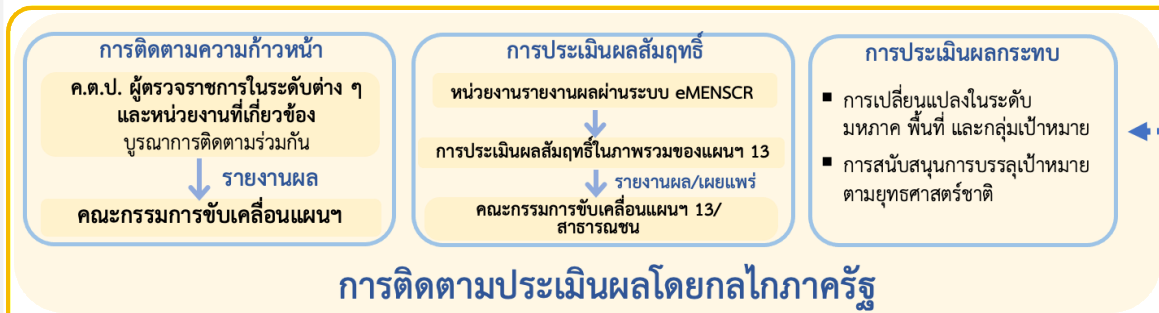 การติดตามความก้าวหน้า
ค.ต.ป. ผู้ตรวจราชการในระดับต่าง ๆ
และหน่วยงานที่เกี่ยวข้อง
บูรณาการติดตามร่วมกัน
รายงานผล
คณะกรรมการขับเคลื่อนแผนฯ
การประเมินผลสัมฤทธิ์
หน่วยงานรายงานผลผ่านระบบ eMENSCR
การประเมินผลสัมฤทธิ์ในภาพรวมของแผนฯ 13
รายงานผล/เผยแพร่
คณะกรรมการขับเคลื่อนแผนฯ 13/
สาธารณชน
การประเมินผลกระทบ
▪ การเปลี่ยนแปลงในระดับ
มหภาค พื้นที่ และกลุ่มเป้าหมาย
▪ การสนับสนุนการบรรลุเป้าหมาย
ตามยุทธศาสตร์ชาติ
การติดตามประเมินผลโดยกลไกภาครัฐ